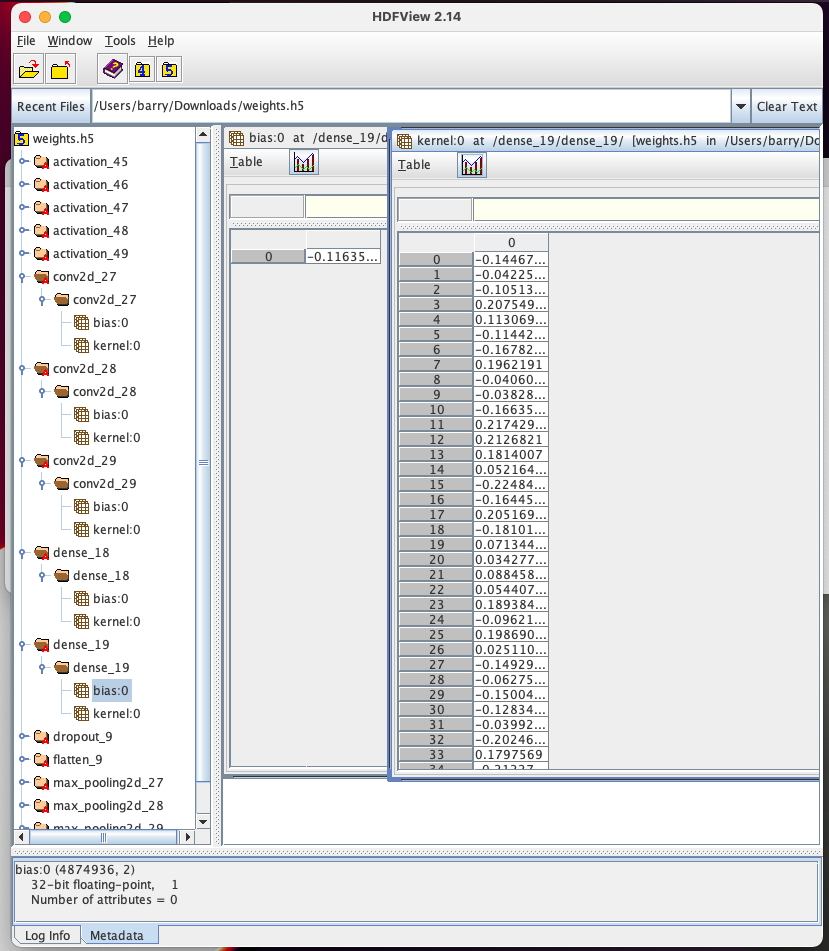 HDFView 2.14
File Window Tools Help
Recent Files /Users/barry/Downloads/weights.h5 Clear Text
weights.h5
activation_45
activation_46
activation_47
activation_48
activation_49
conv2d_27
conv2d_27
bias:0
kernel:0
conv2d_28
conv2d_28
bias:0
kernel:0
conv2d_29
conv2d_29
bias:0
kernel:0
dense_18
dense_18
bias:0
kernel:0
dense_19
dense_19
bias:0
kernel:0
dropout_9
flatten_9
max_pooling2d_27
max_pooling2d_28
max_pooling2d_29
bias:0 at /dense_19/d
Table
0 -0.11635...
kernel:0 at /dense_19/dense_19/ [weights.h5 in /Users/barry/Do
Table
0
0 -0.14467...
1 -0.04225...
2 -0.10513...
3 0.207549...
4 0.113069...
5 -0.11442...
6 -0.16782...
7 0.1962191
8 -0.04060...
9 -0.03828...
10 -0.16635...
11 0.217429...
12 0.2126821
13 0.1814007
14 0.052164...
15 -0.22484...
16 -0.16445...
17 0.205169...
18 -0.18101...
19 0.071344...
20 0.034277...
21 0.088458...
22 0.054407...
23 0.189384...
24 -0.09621...
25 0.198690...
26 0.025110...
27 -0.14929...
28 -0.06275...
29 -0.15004...
30 -0.12834...
31 -0.03992...
32 -0.20246...
33 0.1797569
34
bias:0 (4874936, 2)
32-bit floating-point, 1
Number of attributes = 0
Log Info Metadata